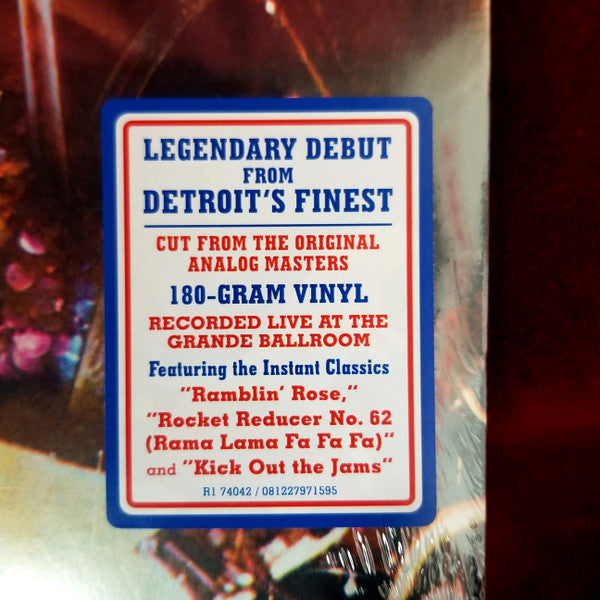 LEGENDARY DEBUT
FROM
DETROIT'S FINEST
CUT FROM THE ORIGINAL
ANALOG MASTERS
180-GRAM VINYL
RECORDED LIVE AT THE
GRANDE BALLROOM
Featuring the Instant Classics
"Ramblin' Rose,"
"Rocket Reducer No. 62
(Rama Lama Fa Fa Fa)"
and "Kick Out the Jams"
R1 74042 / 081227971595